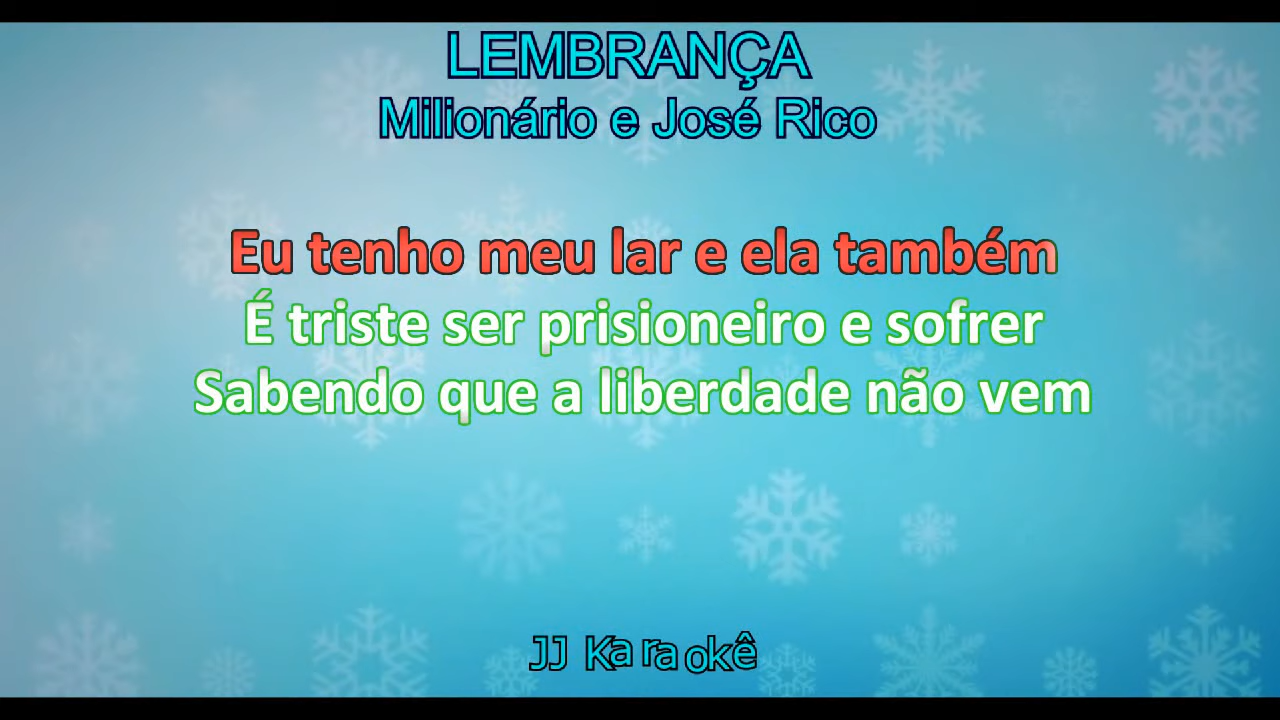 LEMBRANÇA
Milionário e José Rico
Eu tenho meu lar e ela também
É triste ser prisioneiro e sofrer
Sabendo que a liberdade não vem
JJ Karaokê